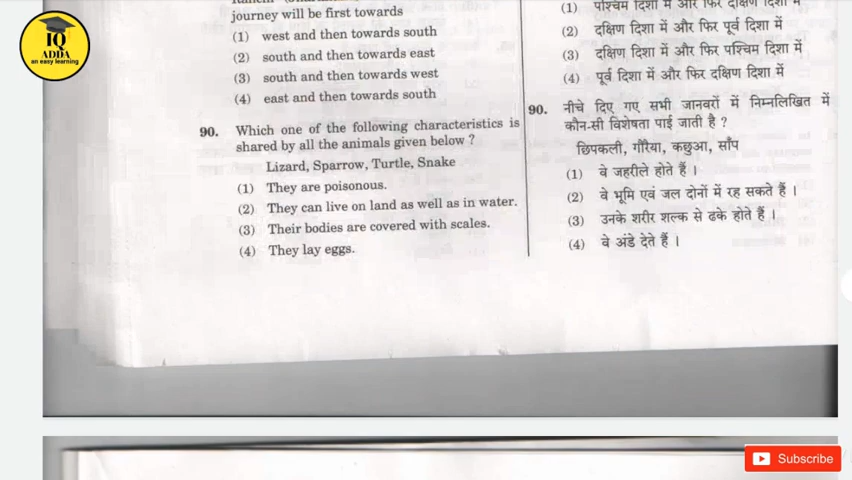 IQ
ADDA
an easy learning
journey will be first towards
(1) west and then towards south
(2) south and then towards east
(3) south and then towards west
(4) east and then towards south
90. Which one of the following characteristics is
shared by all the animals given below ?
Lizard, Sparrow, Turtle, Snake
(1) They are poisonous.
(2) They can live on land as well as in water.
(3) Their bodies are covered with scales.
(4) They lay eggs.
(1) पश्चिम दिशा में और फिर दक्षिण दिशा में
(2) दक्षिण दिशा में और फिर पूर्व दिशा में
(3) दक्षिण दिशा में और फिर पश्चिम दिशा में
(4) पूर्व दिशा में और फिर दक्षिण दिशा में
90. नीचे दिए गए सभी जानवरों में निम्नलिखित में
कौन-सी विशेषता पाई जाती है ?
छिपकली, गौरैया, कछुआ, साँप
(1) वे जहरीले होते हैं ।
(2) वे भूमि एवं जल दोनों में रह सकते हैं ।
(3) उनके शरीर शल्क से ढके होते हैं ।
(4) वे अंडे देते हैं ।
Subscribe